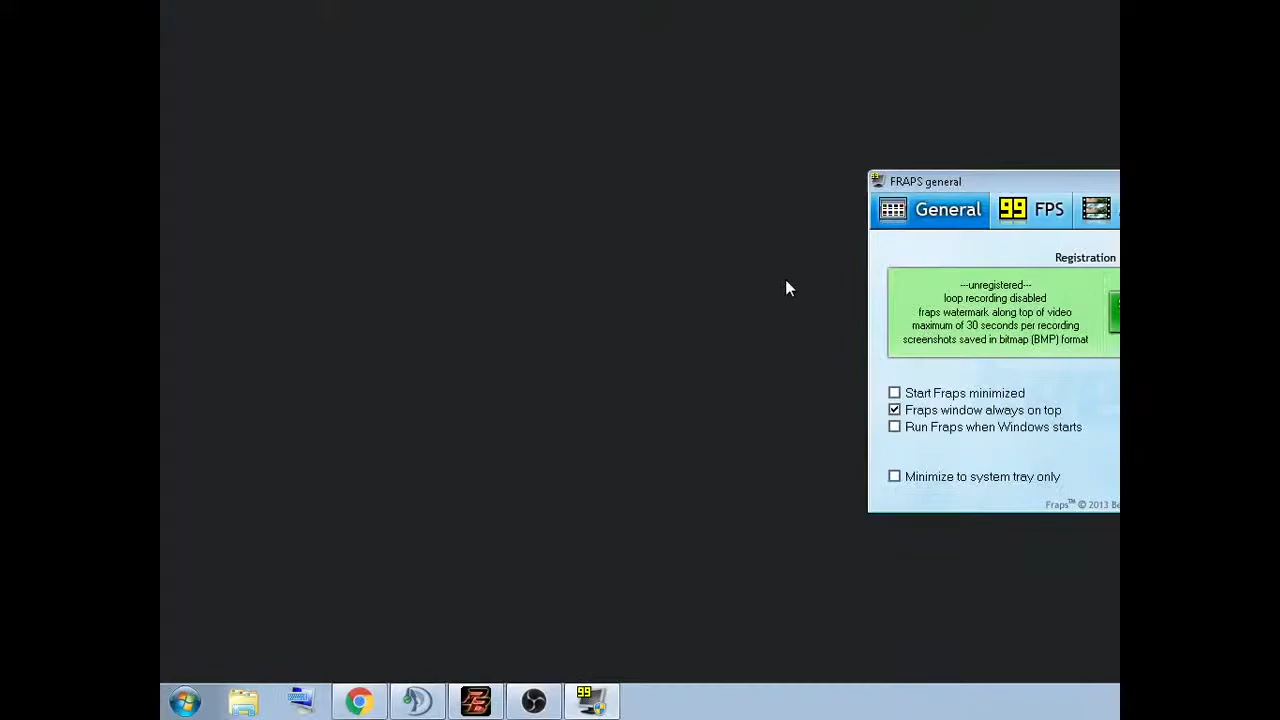 FRAPS general
General
99 FPS
Registration
---unregistered---
loop recording disabled
fraps watermark along top of video
maximum of 30 seconds per recording
screenshots saved in bitmap (BMP) format
Start Fraps minimized
Fraps window always on top
Run Fraps when Windows starts
Minimize to system tray only
Fraps™ © 2013 Be
99